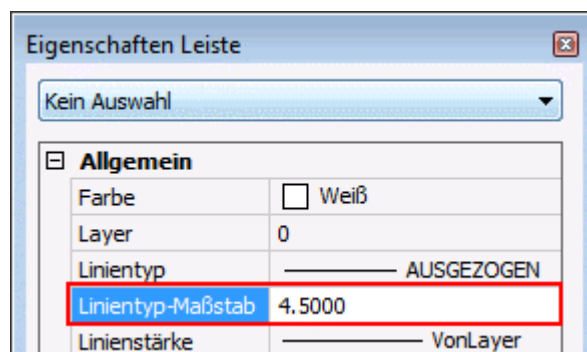 Eigenschaften Leiste
Kein Auswahl
Allgemein
Farbe Weiß
Layer 0
Linientyp AUSGEZOGEN
Linientyp-Maßstab 4.5000
Linienstärke VonLayer